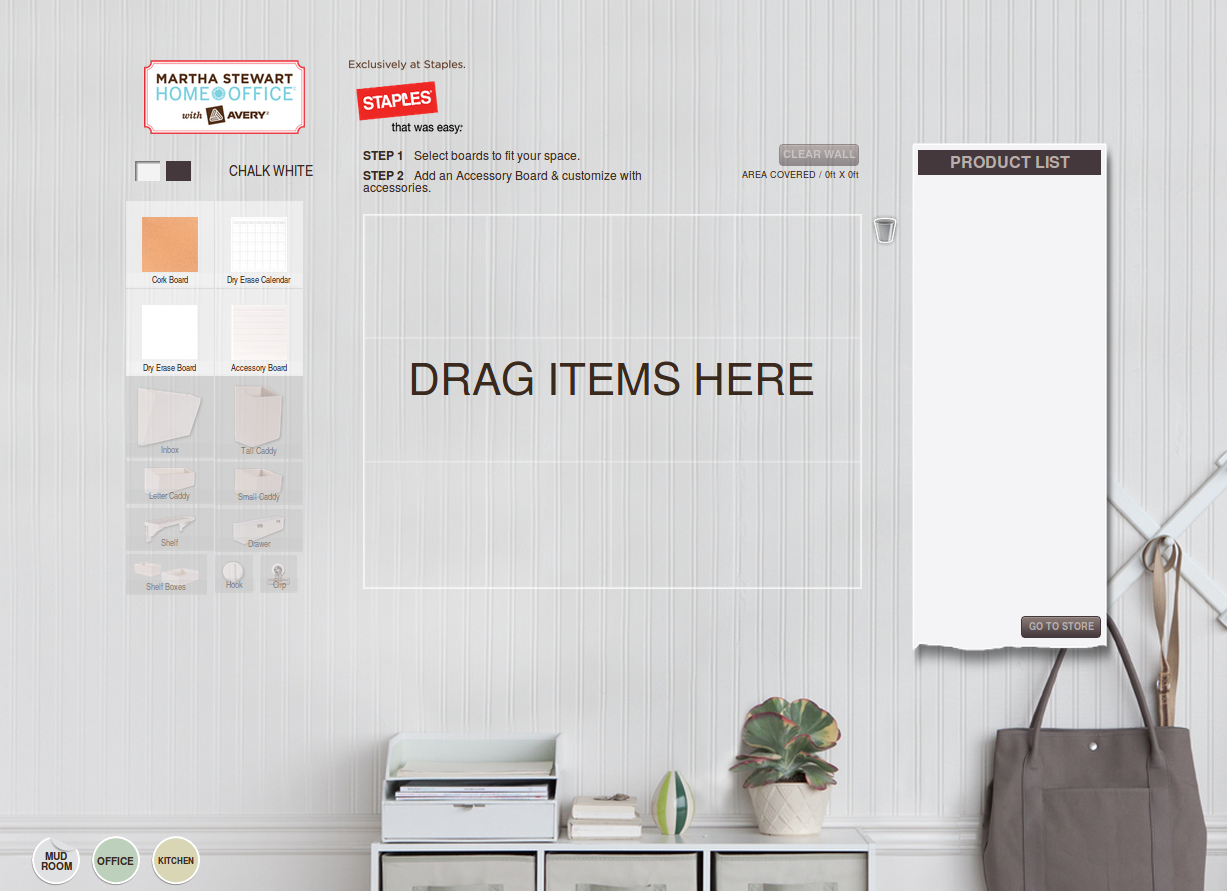 MARTHA STEWART
HOME OFFICE
with AVERY
Exclusively at Staples.
STAPLES
that was easy.
CHALK WHITE
STEP 1 Select boards to fit your space.
STEP 2 Add an Accessory Board & customize with
accessories.
CLEAR WALL
AREA COVERED / 0ft X 0ft
PRODUCT LIST
Cork Board
Dry Erase Calendar
Dry Erase Board
Accessory Board
Inbox
Tall Caddy
Letter Caddy
Small Caddy
Shelf
Drawer
Shelf Boxes
Hook
Clip
DRAG ITEMS HERE
GO TO STORE
MUD
ROOM
OFFICE
KITCHEN